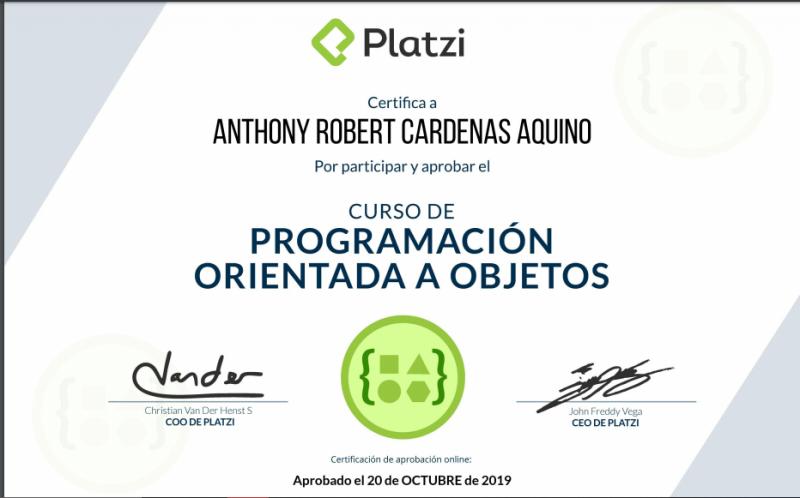 Platzi
Certifica a
ANTHONY ROBERT CARDENAS AQUINO
Por participar y aprobar el
CURSO DE
PROGRAMACIÓN
ORIENTADA A OBJETOS
Vander
Christian Van Der Henst S
COO DE PLATZI
John Freddy Vega
CEO DE PLATZI
Certificación de aprobación online:
Aprobado el 20 de OCTUBRE de 2019